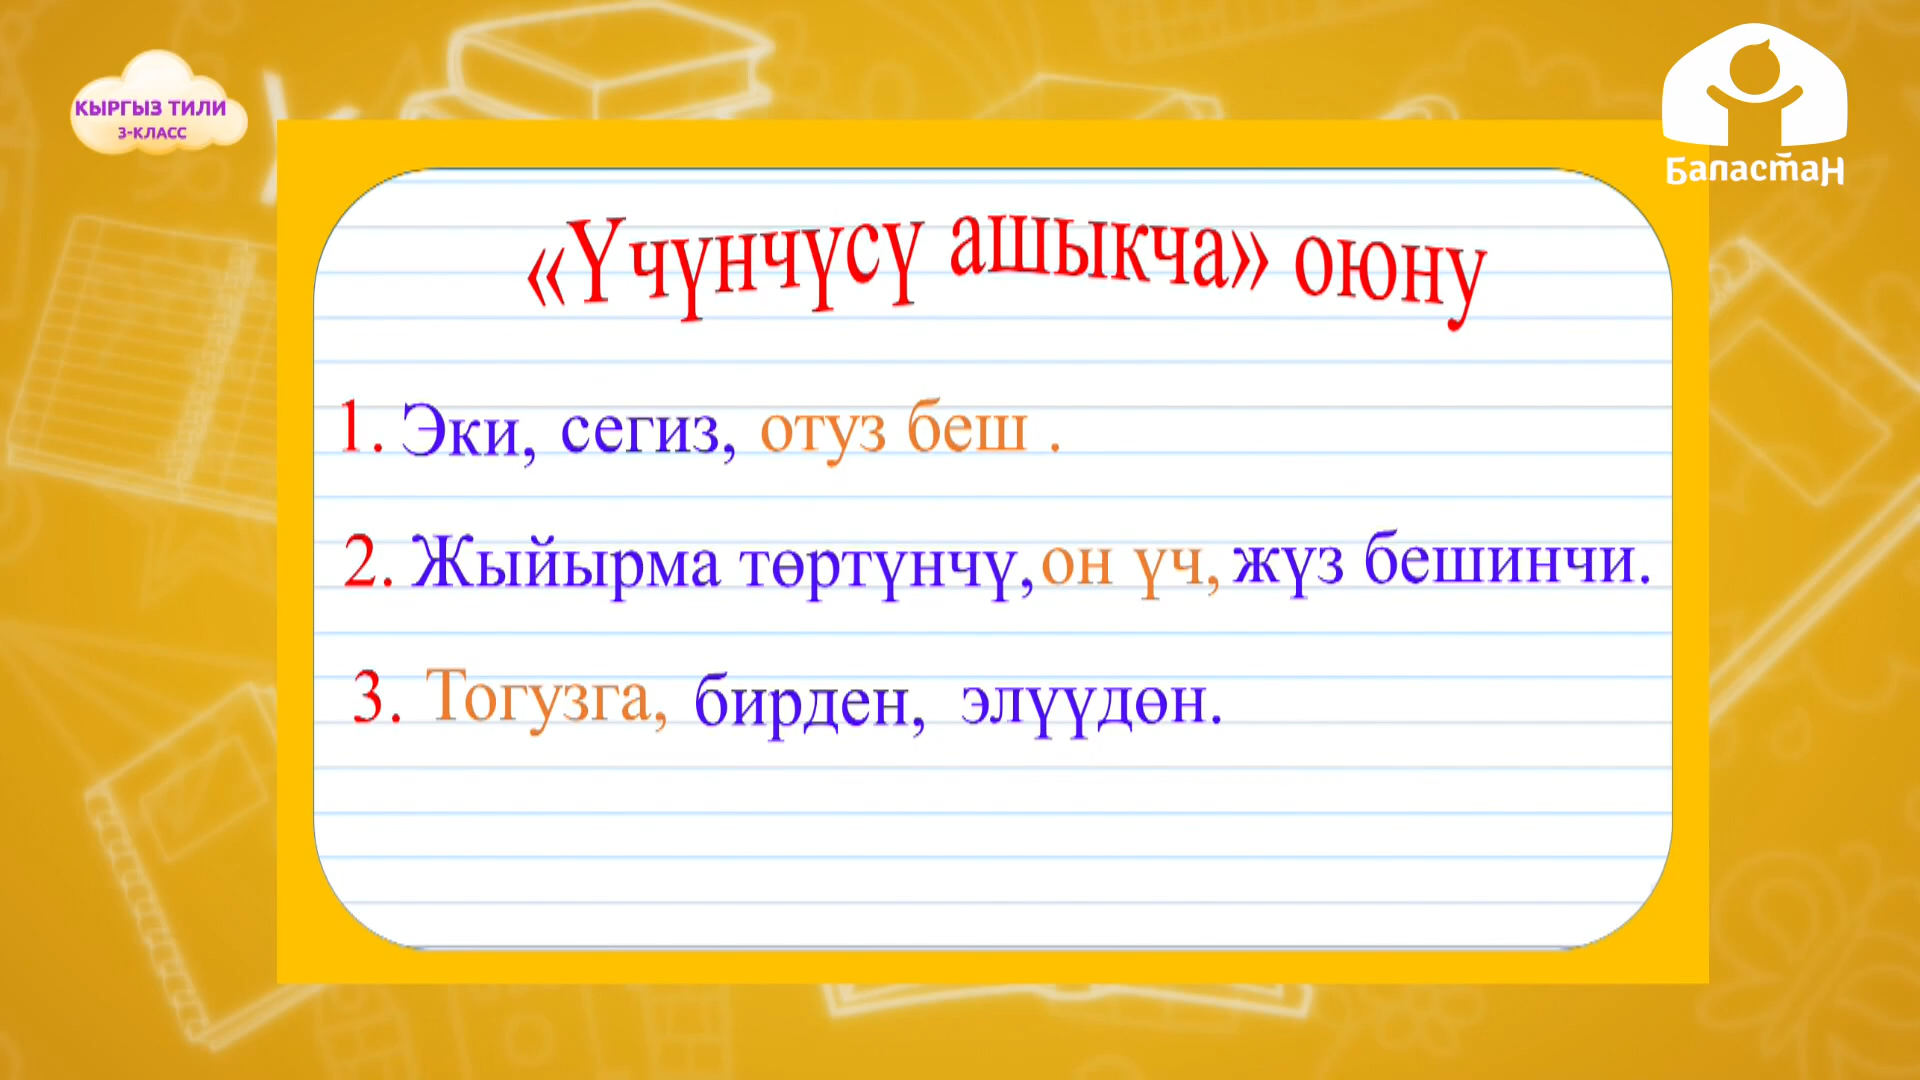 КЫРГЫЗ ТИЛИ
3-КЛАСС
Баластан
«Үчүнчүсү ашыкча» оюну
1. Эки, сегиз, отуз беш .
2. Жыйырма төртүнчү, он үч, жүз бешинчи.
3. Тогузга, бирден, элүүдөн.